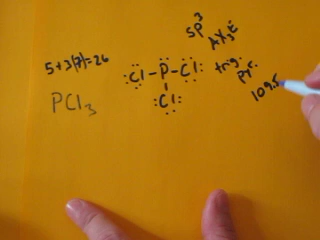 sp³
AX₃E
trig.
pyr.
109.5
5+3(7)=26
:Cl–P–Cl:
:Cl:
PCl₃